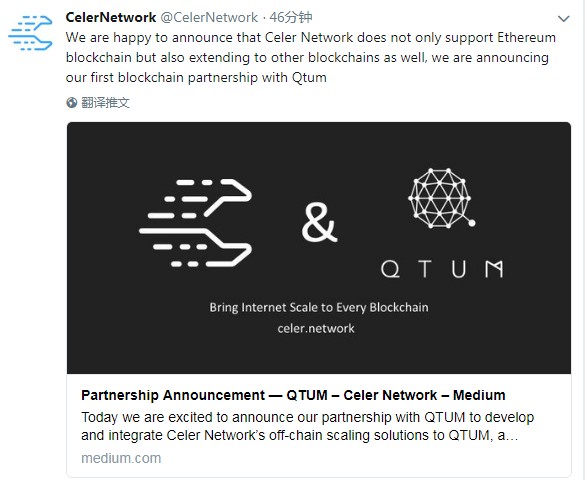 CelerNetwork @CelerNetwork · 46分钟
We are happy to announce that Celer Network does not only support Ethereum
blockchain but also extending to other blockchains as well, we are announcing
our first blockchain partnership with Qtum
翻译推文
&
QTUM
Bring Internet Scale to Every Blockchain
celer.network
Partnership Announcement — QTUM – Celer Network – Medium
Today we are excited to announce our partnership with QTUM to develop
and integrate Celer Network's off-chain scaling solutions to QTUM, a…
medium.com